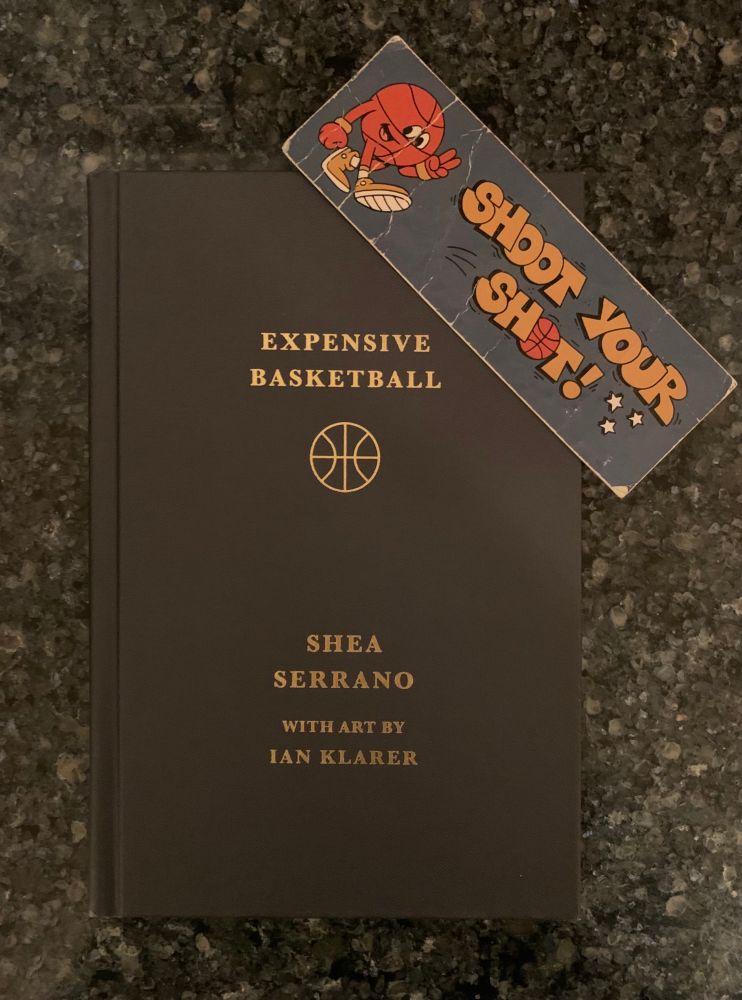 EXPENSIVE
BASKETBALL
SHEA
SERRANO
WITH ART BY
IAN KLARER
SHOOT YOUR
SHOT!